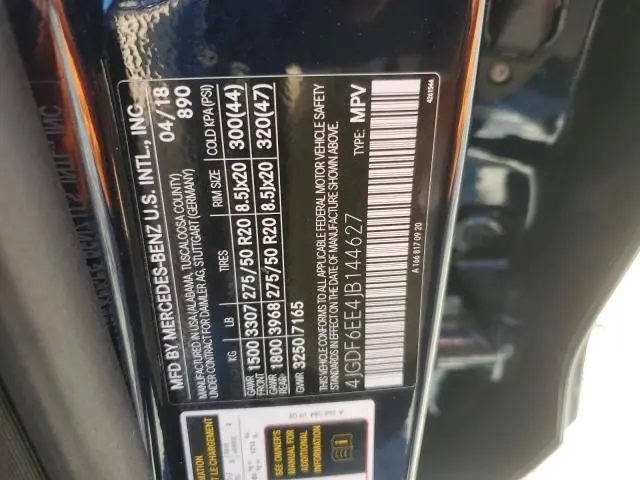 MFD BY MERCEDES-BENZ U.S. INTL., INC.
04/18
MANUFACTURED IN USA (ALABAMA, TUSCALOOSA COUNTY)
UNDER CONTRACT FOR DAIMLER AG, STUTTGART (GERMANY)
890
KG LB TIRES RIM SIZE COLD KPA(PSI)
GAWR FRONT 1500 3307 275/50 R20 8.5Jx20 300(44)
GAWR REAR: 1800 3968 275/50 R20 8.5Jx20 320(47)
GVWR 3250 7165
VEHICLE CONFORMS TO ALL APPLICABLE FEDERAL MOTOR VEHICLE SAFETY
STANDARDS IN EFFECT ON THE DATE OF MANUFACTURE SHOWN ABOVE.
4JGDF6EE4JB144627 TYPE: MPV
A 166 817 09 20
4261544
SEE OWNER'S
MANUAL FOR
ADDITIONAL
INFORMATION